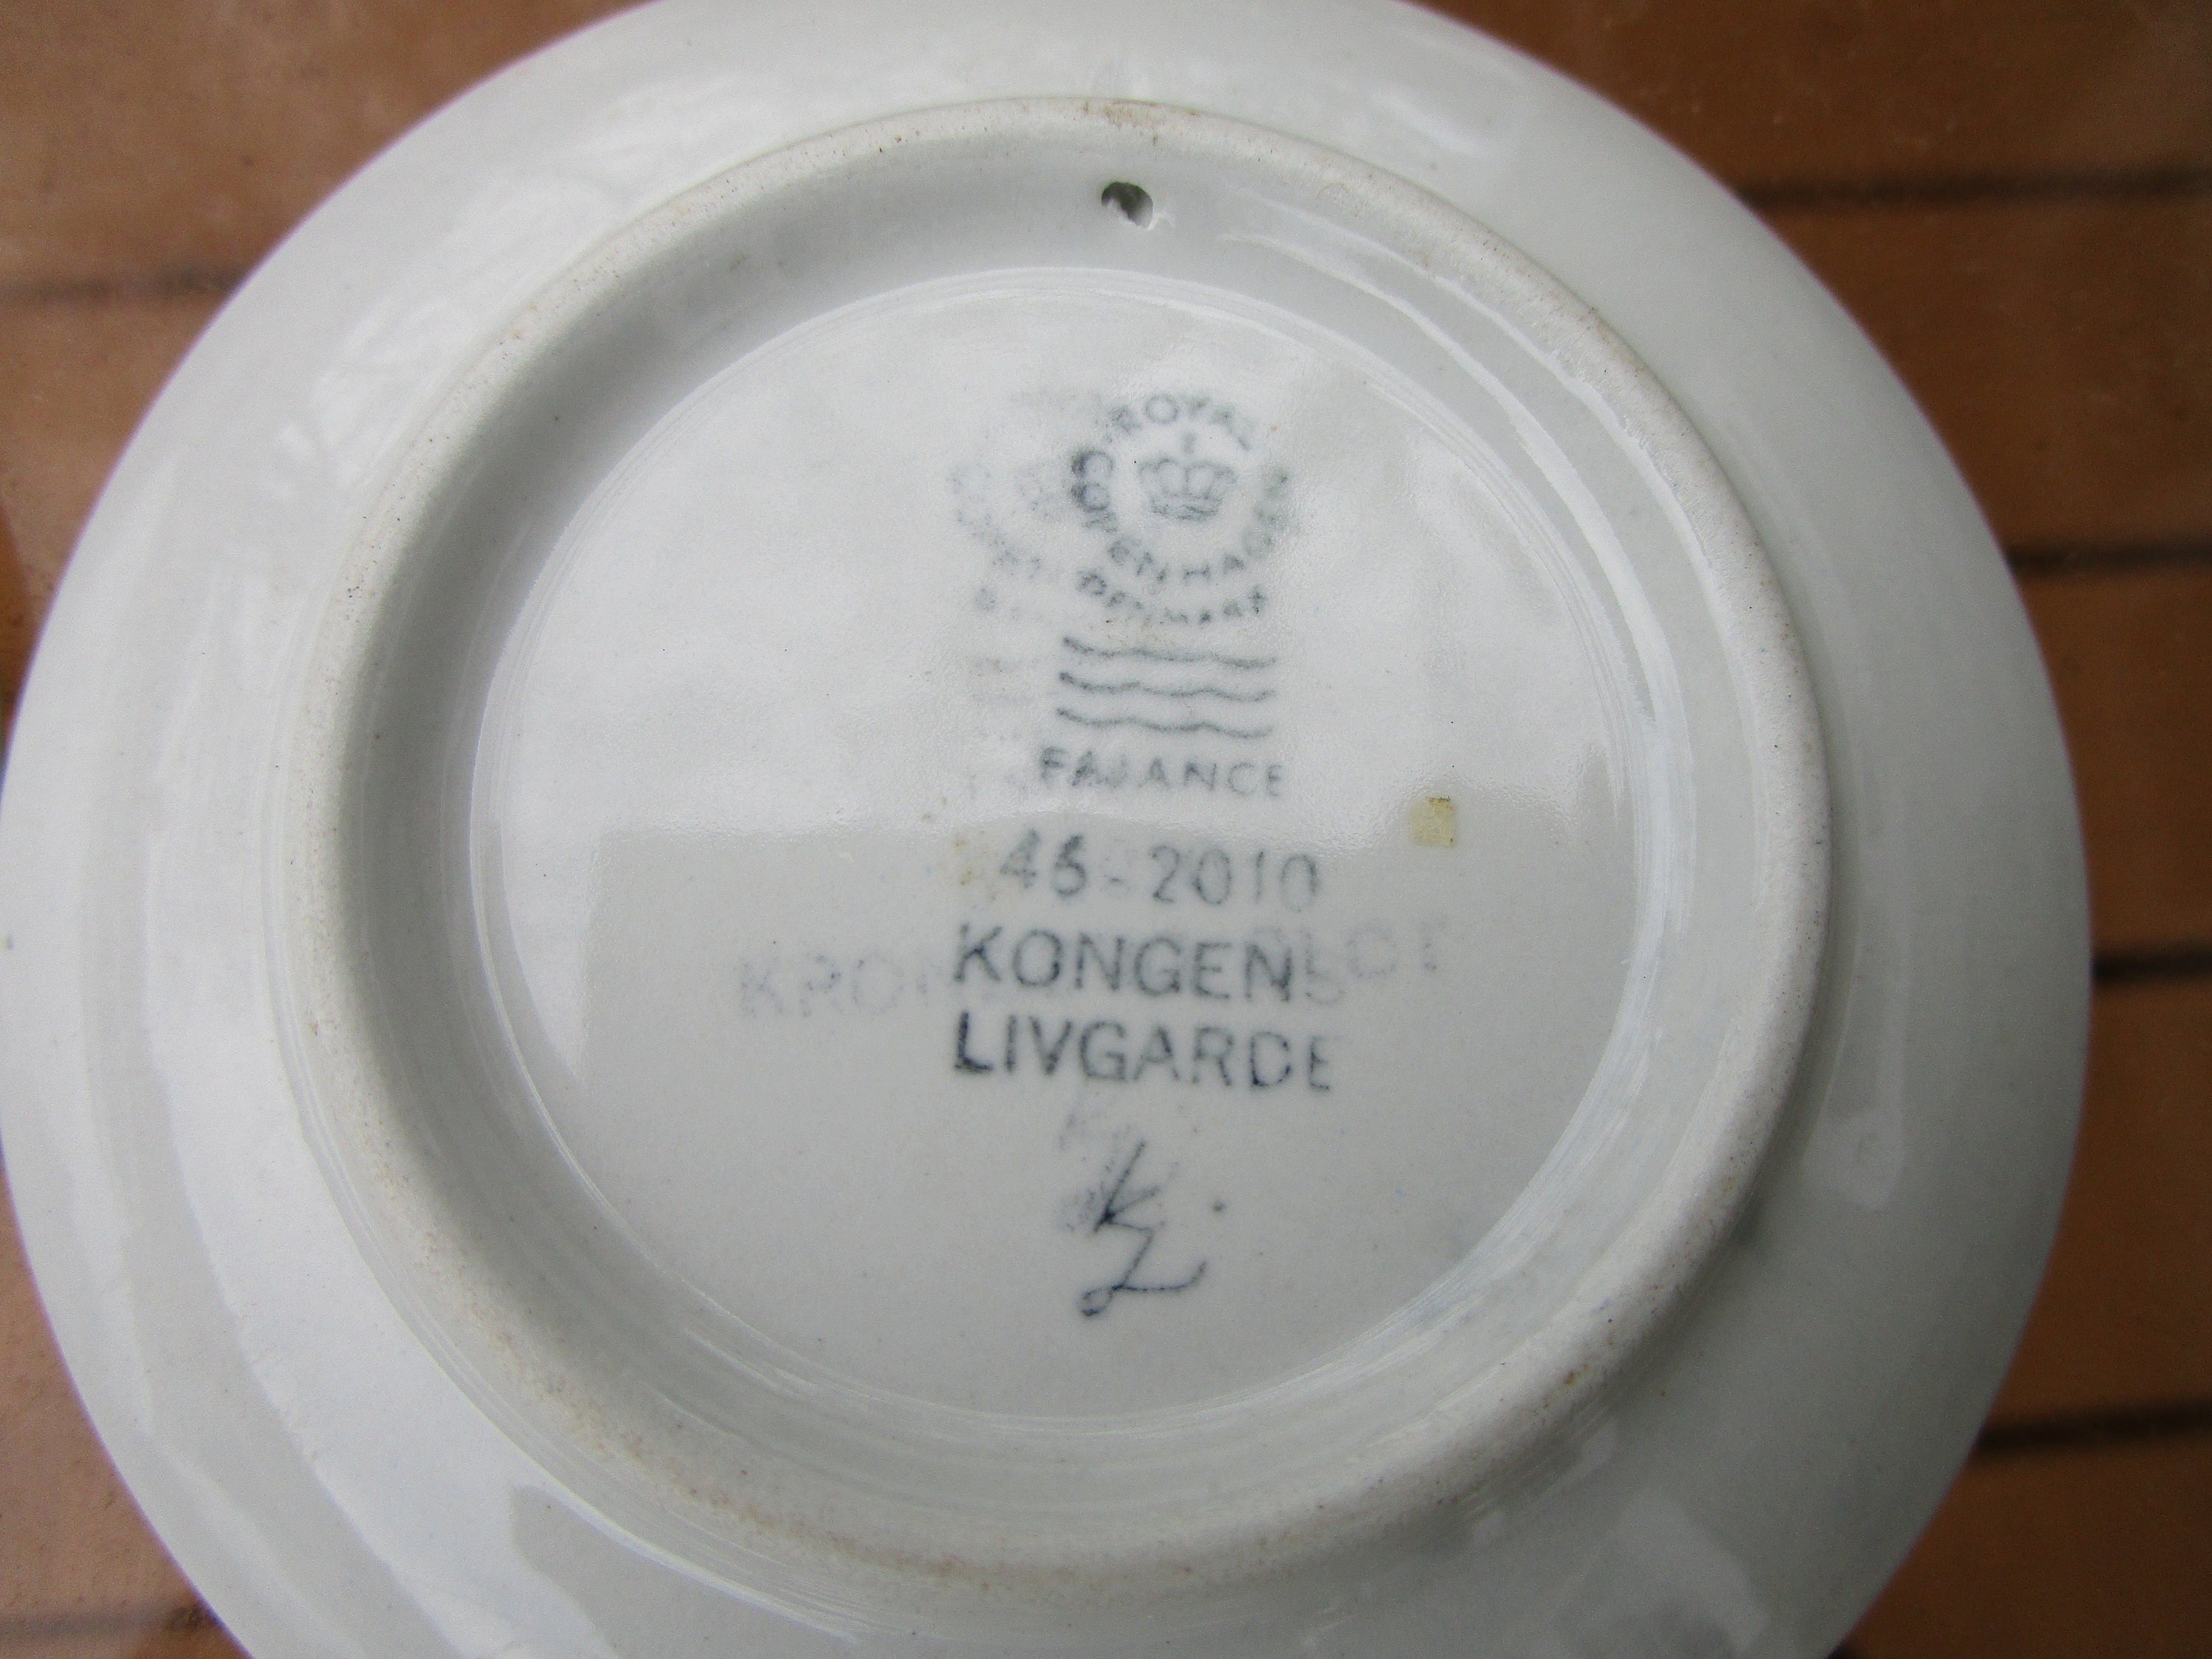 ROYAL
COPENHAGEN
DENMARK
FAJANCE
46-2010
KONGENS
LIVGARDE